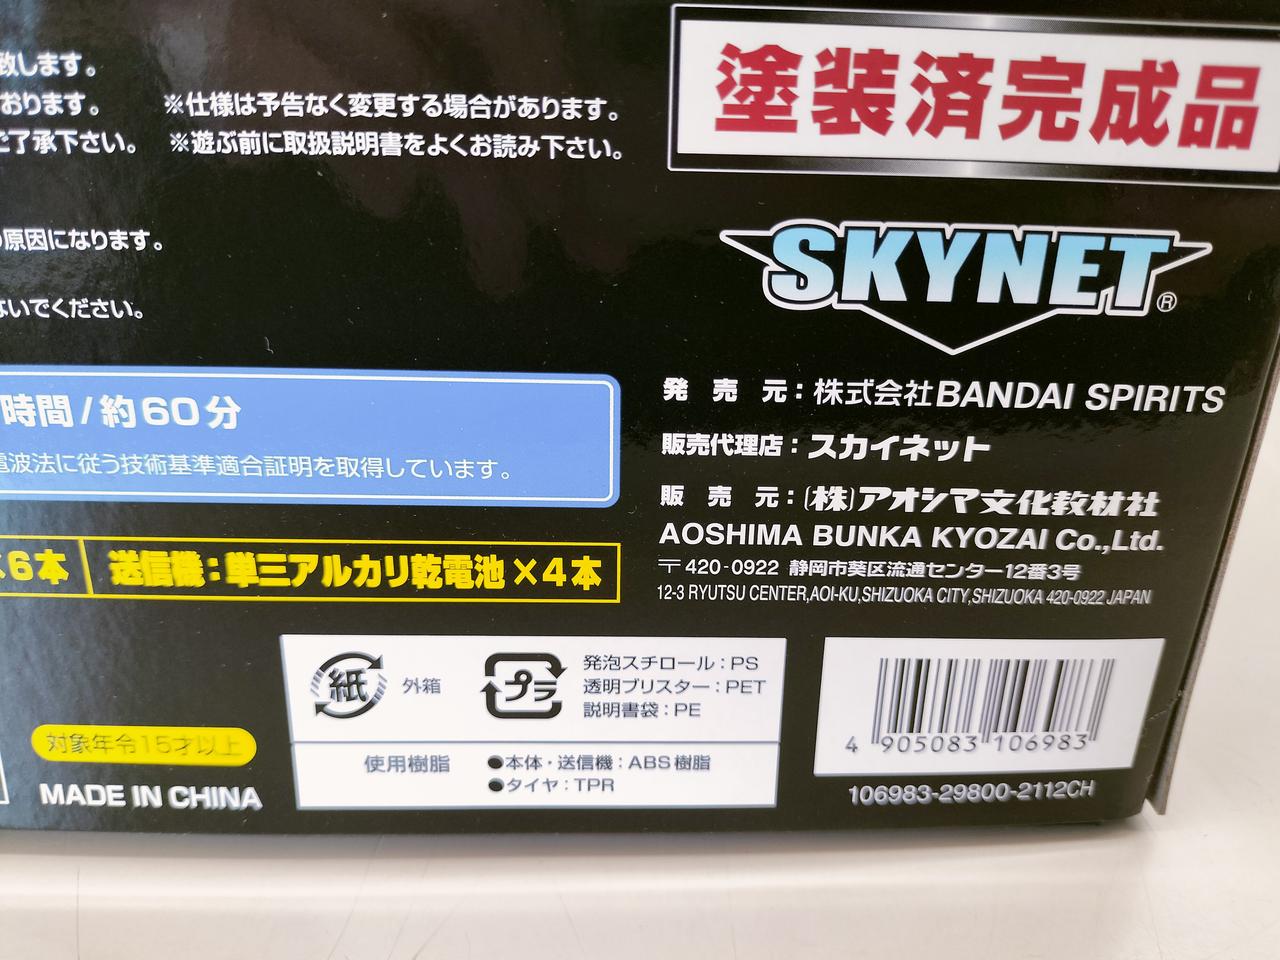 致します。
おります。
ご了承下さい。
※仕様は予告なく変更する場合があります。
※遊ぶ前に取扱説明書をよくお読み下さい。
原因になります。
ないでください。
塗装済完成品
SKYNET®
時間/約60分
電波法に従う技術基準適合証明を取得しています。
×6本
送信機：単三アルカリ乾電池×4本
発売元：株式会社BANDAI SPIRITS
販売代理店：スカイネット
販売元：(株)アオシマ文化教材社
AOSHIMA BUNKA KYOZAI Co.,Ltd.
〒420-0922 静岡市葵区流通センター12番3号
12-3 RYUTSU CENTER,AOI-KU,SHIZUOKA CITY,SHIZUOKA 420-0922 JAPAN
対象年令15才以上
MADE IN CHINA
紙
外箱
プラ
発泡スチロール：PS
透明ブリスター：PET
説明書袋：PE
使用樹脂
●本体・送信機：ABS樹脂
●タイヤ：TPR
4 905083 106983
106983-29800-2112CH